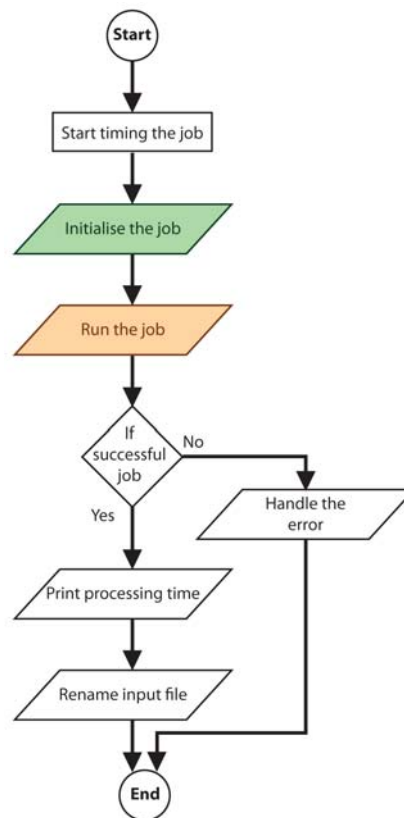 Start
Start timing the job
Initialise the job
Run the job
If
successful
job
No
Yes
Handle the
error
Print processing time
Rename input file
End